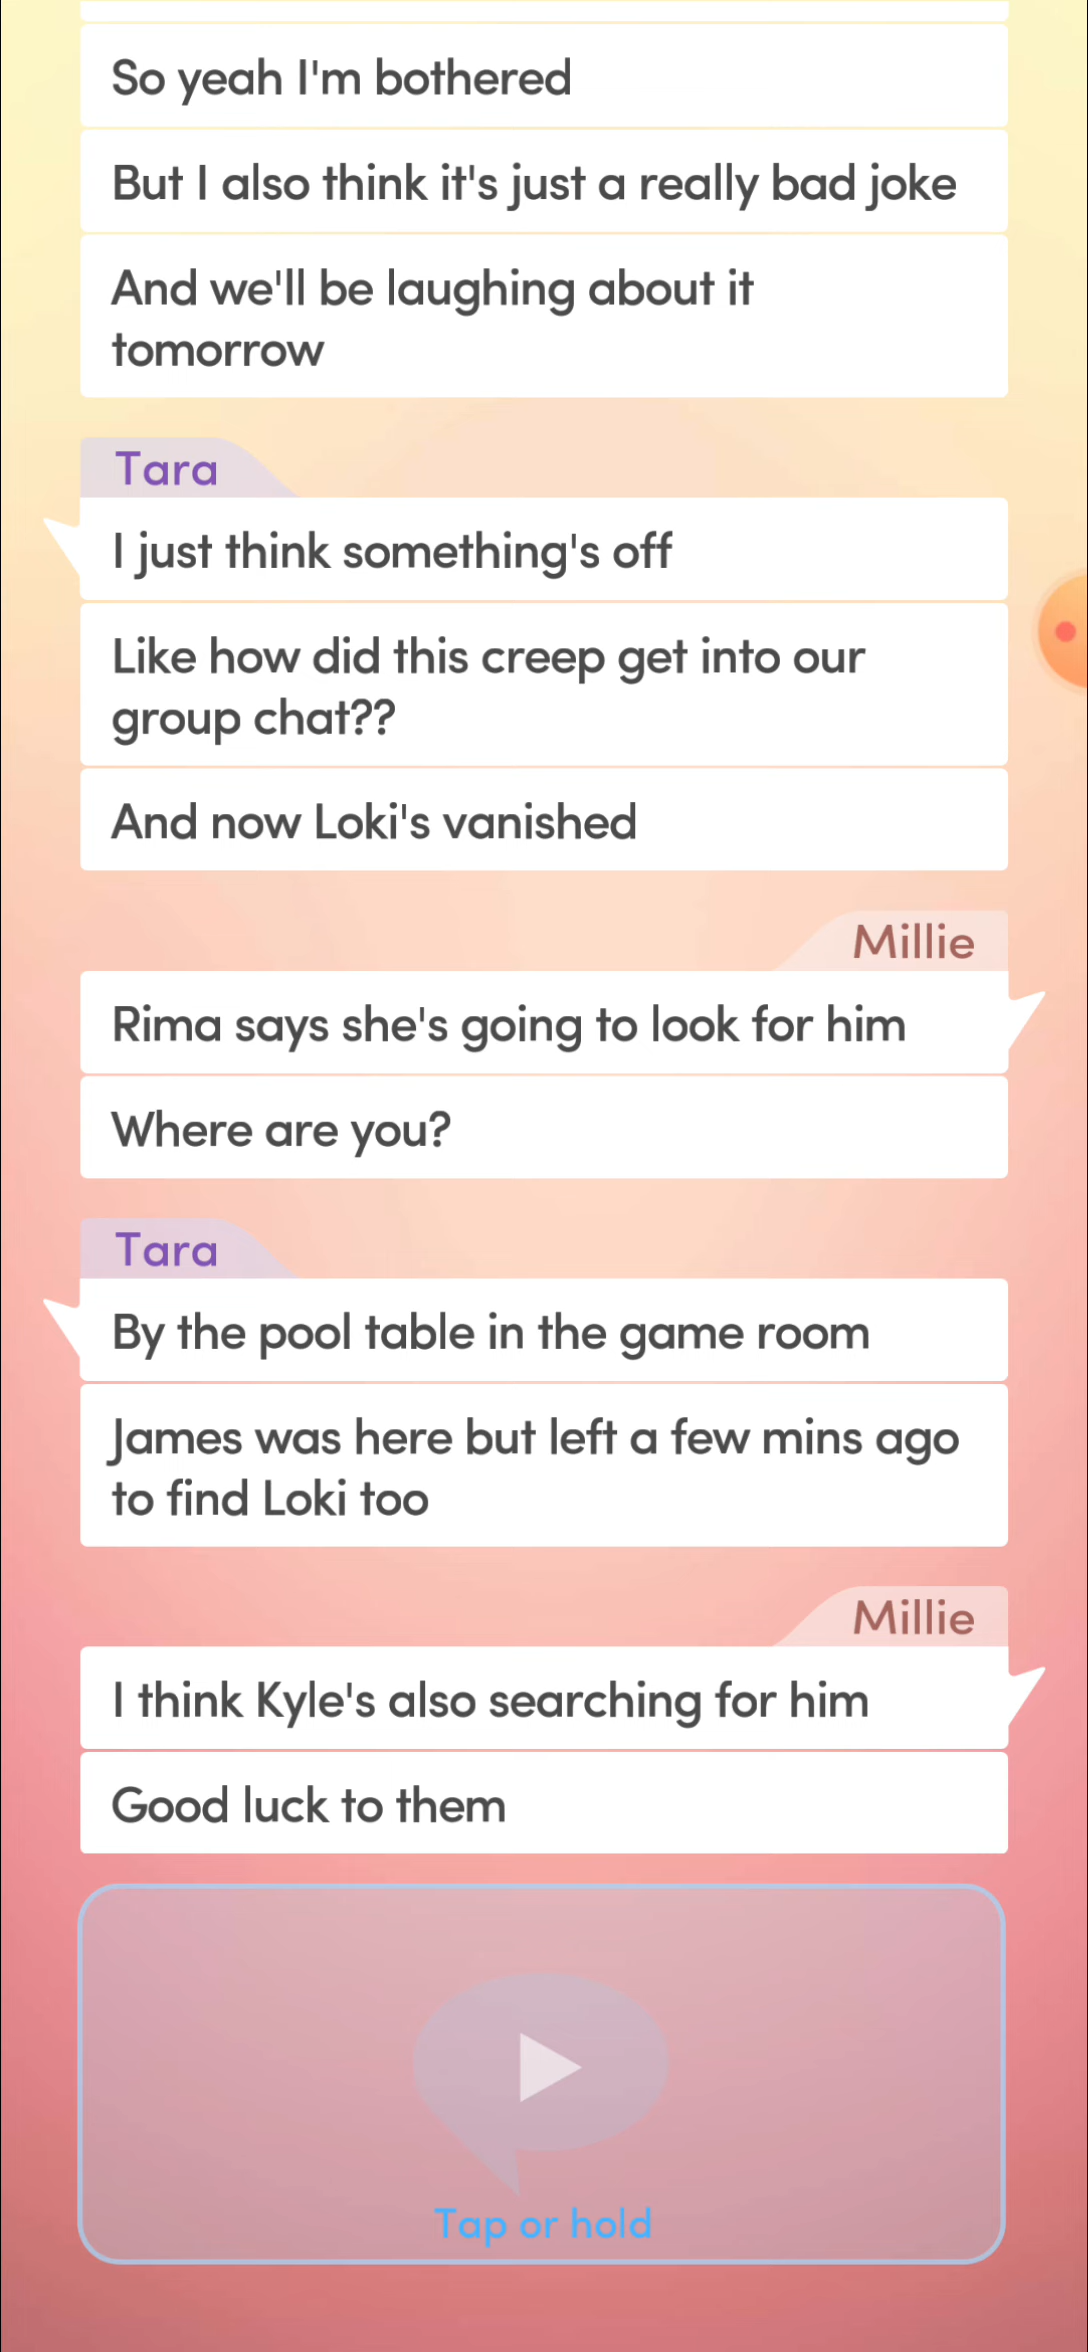 So yeah I'm bothered
But I also think it's just a really bad joke
And we'll be laughing about it
tomorrow
Tara
I just think something's off
Like how did this creep get into our
group chat??
And now Loki's vanished
Millie
Rima says she's going to look for him
Where are you?
Tara
By the pool table in the game room
James was here but left a few mins ago
to find Loki too
Millie
I think Kyle's also searching for him
Good luck to them
Tap or hold